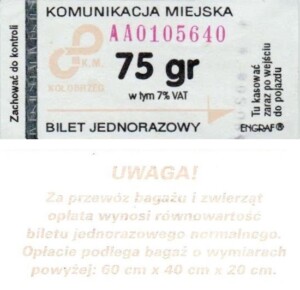 KOMUNIKACJA MIEJSKA
AA0105640
Zachować do kontroli
K.M.
KOŁOBRZEG
75 gr
w tym 7% VAT
Tu kasować
zaraz po wejściu
do pojazdu
BILET JEDNORAZOWY
ENGRAF®
UWAGA!
Za przewóz bagażu i zwierząt
opłata wynosi równowartość
biletu jednorazowego normalnego.
Opłacie podlega bagaż o wymiarach
powyżej: 60 cm x 40 cm x 20 cm.